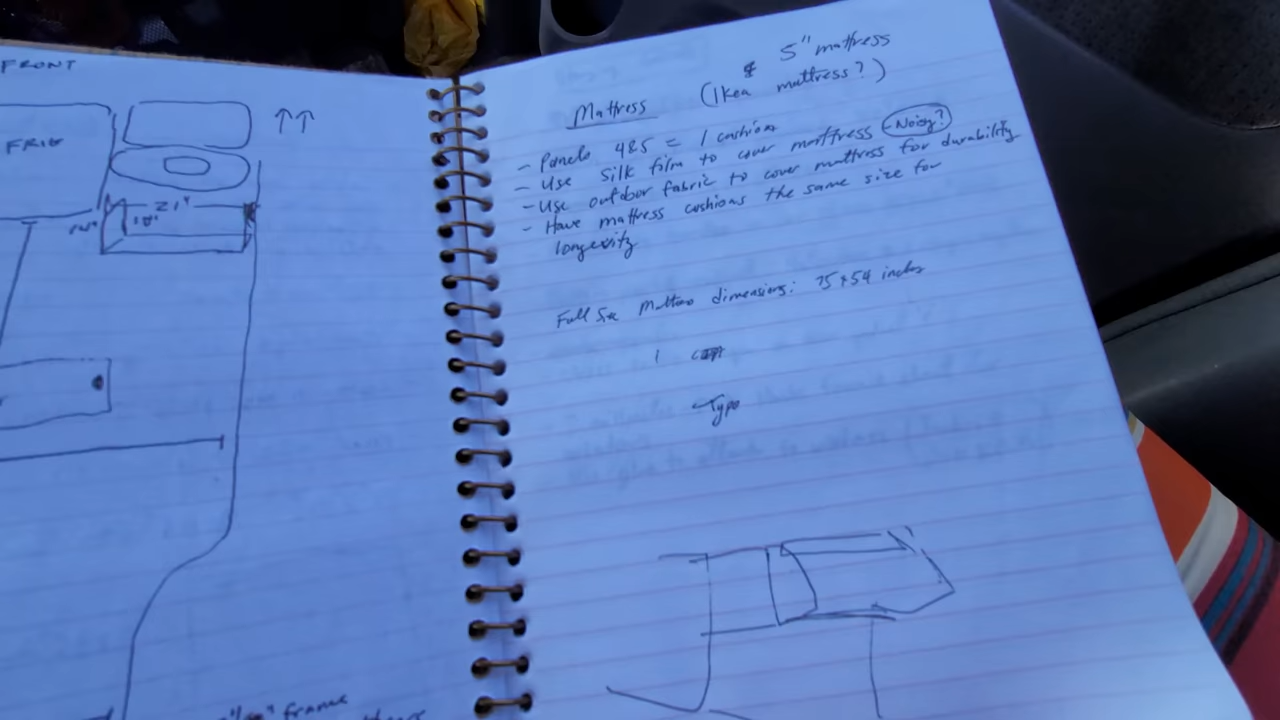 FRONT
FRIG
↑↑
21"
18"
frame
5" mattress
Mattress (Ikea mattress?)
- Panels 4&5 = 1 cushion
- Use silk film to cover mattress - Noisy?
- Use outdoor fabric to cover mattress for durability
- Have mattress cushions the same size for
longevity
Full Size Mattress dimensions: 75 x 54 inches
1
Typo